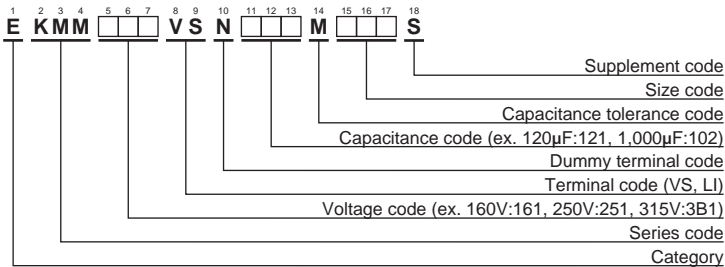 1 2 3 4 5 6 7 8 9 10 11 12 13 14 15 16 17 18
E KMM VS N M S
Supplement code
Size code
Capacitance tolerance code
Capacitance code (ex. 120µF:121, 1,000µF:102)
Dummy terminal code
Terminal code (VS, LI)
Voltage code (ex. 160V:161, 250V:251, 315V:3B1)
Series code
Category